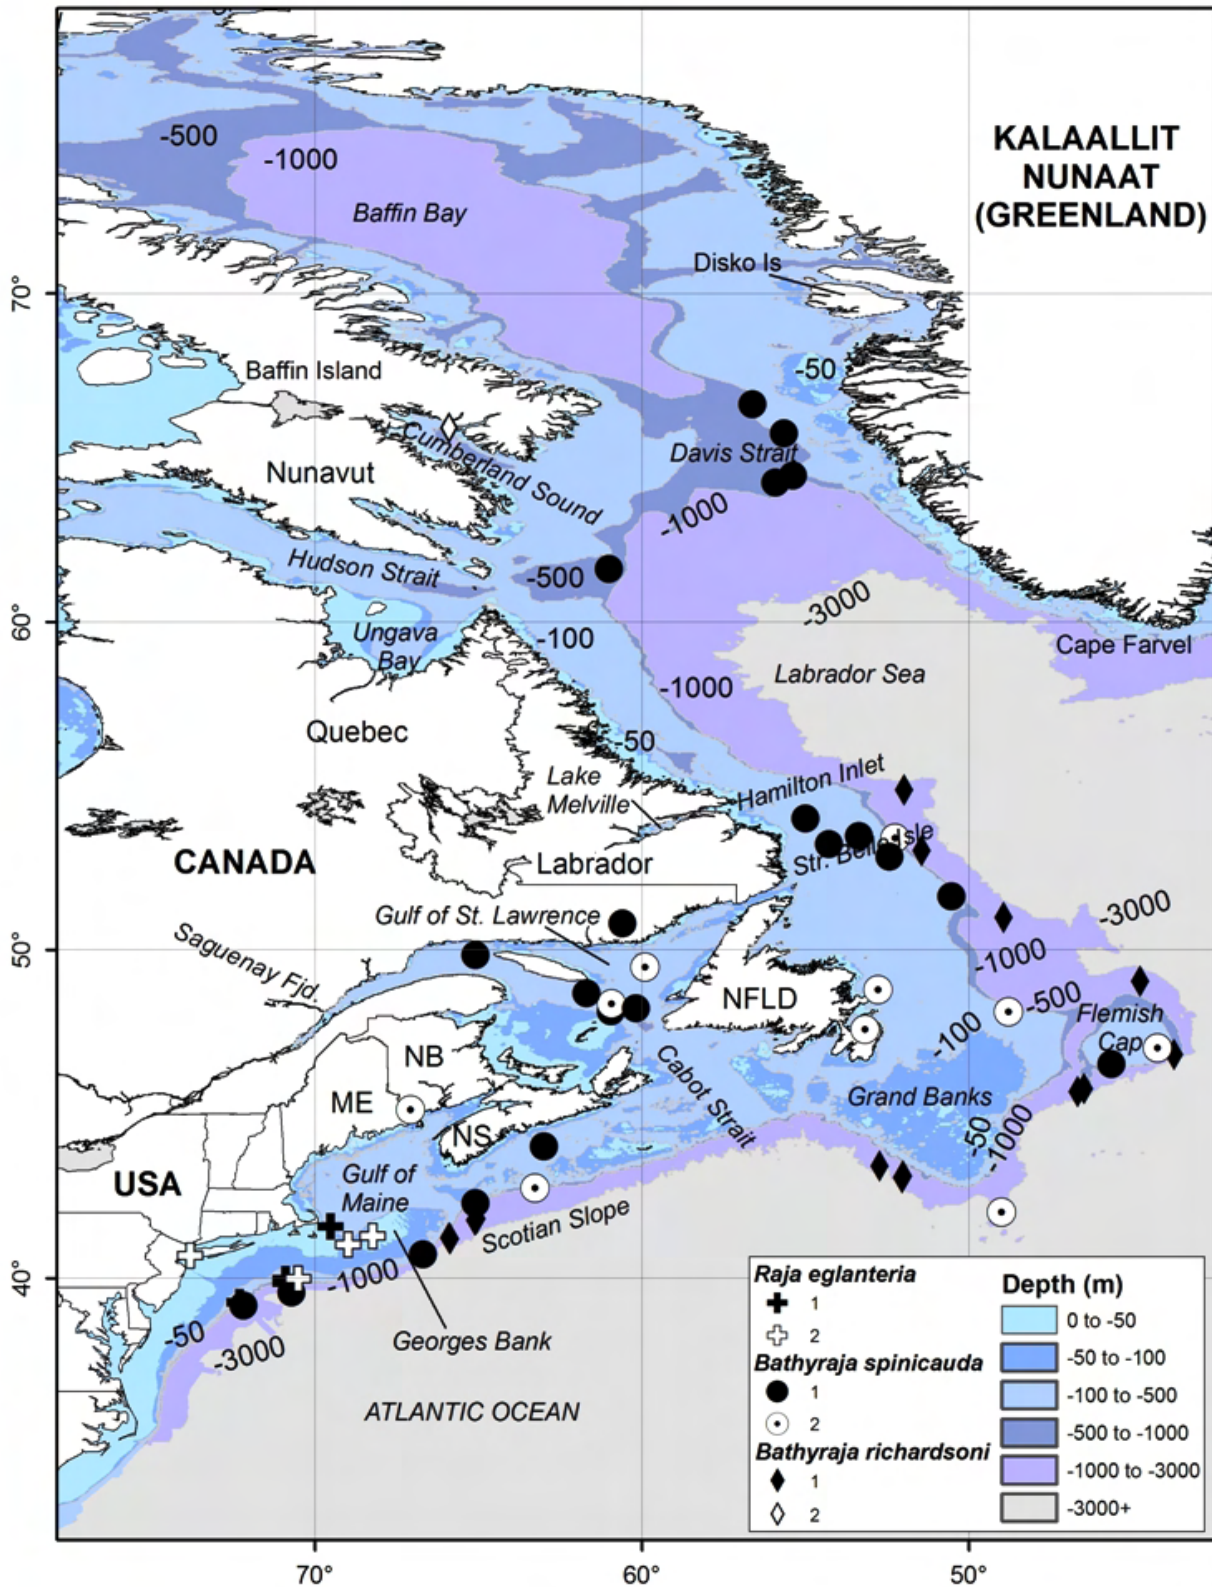 -500
-1000
Baffin Bay
KALAALLIT
NUNAAT
(GREENLAND)
Disko Is
70°
Baffin Island
-50
Cumberland Sound
Davis Strait
Nunavut
-1000
Hudson Strait
-500
-3000
60°
Ungava
Bay
-100
Cape Farvel
Labrador Sea
-1000
Quebec
-50
Lake
Melville
Hamilton Inlet
CANADA
Labrador
Str. Belle Isle
Gulf of St. Lawrence
-3000
Saguenay Fjd.
50°
-1000
NFLD
-500
Flemish
Cap
-100
NB
Cabot Strait
Grand Banks
ME
NS
-50
-1000
USA
Gulf of
Maine
Scotian Slope
40°
-1000
-50
-3000
Georges Bank
ATLANTIC OCEAN
Raja eglanteria
1
2
Bathyraja spinicauda
1
2
Bathyraja richardsoni
1
2
Depth (m)
0 to -50
-50 to -100
-100 to -500
-500 to -1000
-1000 to -3000
-3000+
70°
60°
50°